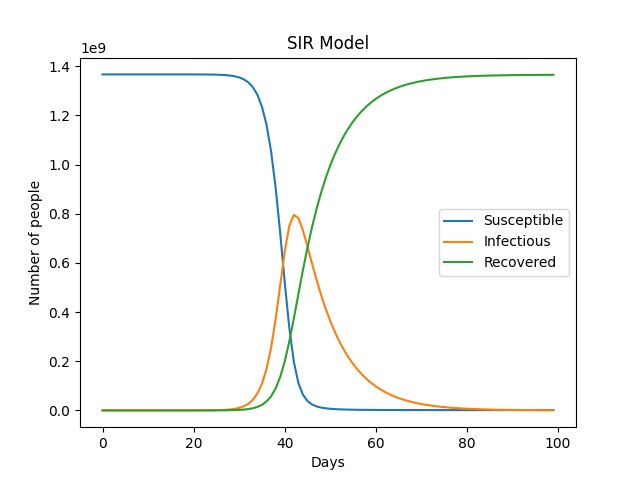 SIR Model
1e9
1.4
1.2
1.0
0.8
0.6
0.4
0.2
0.0
Number of people
Susceptible
Infectious
Recovered
0 20 40 60 80 100
Days